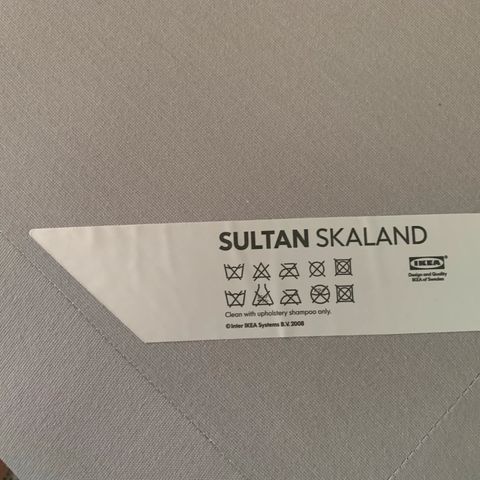 SULTAN SKALAND
IKEA
Design and Quality
IKEA of Sweden
Clean with upholstery shampoo only.
©Inter IKEA Systems B.V. 2008